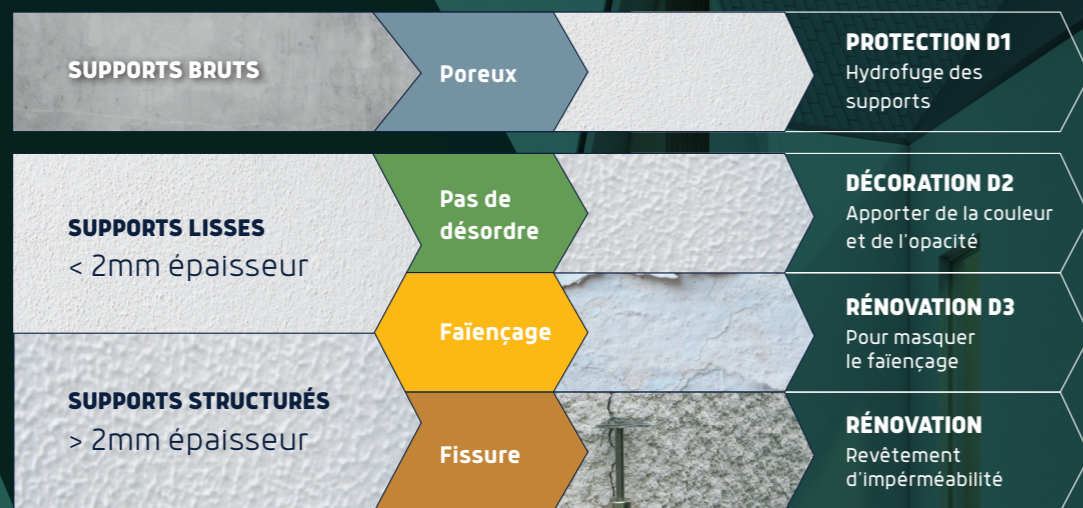 SUPPORTS BRUTS
Poreux
PROTECTION D1
Hydrofuge des
supports
SUPPORTS LISSES
< 2mm épaisseur
SUPPORTS STRUCTURÉS
> 2mm épaisseur
Pas de
désordre
DÉCORATION D2
Apporter de la couleur
et de l'opacité
Faïençage
RÉNOVATION D3
Pour masquer
le faïençage
Fissure
RÉNOVATION
Revêtement
d'impérméabilité